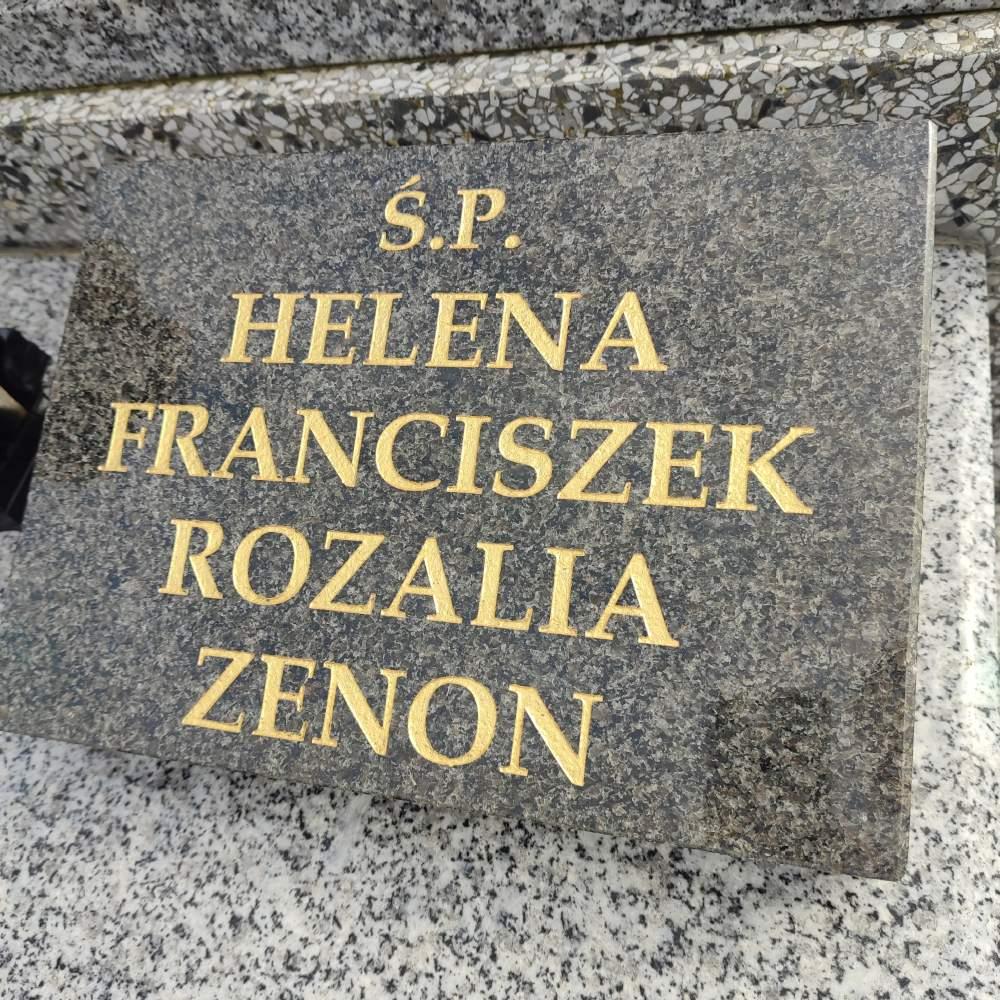 Ś.P.
HELENA
FRANCISZEK
ROZALIA
ZENON